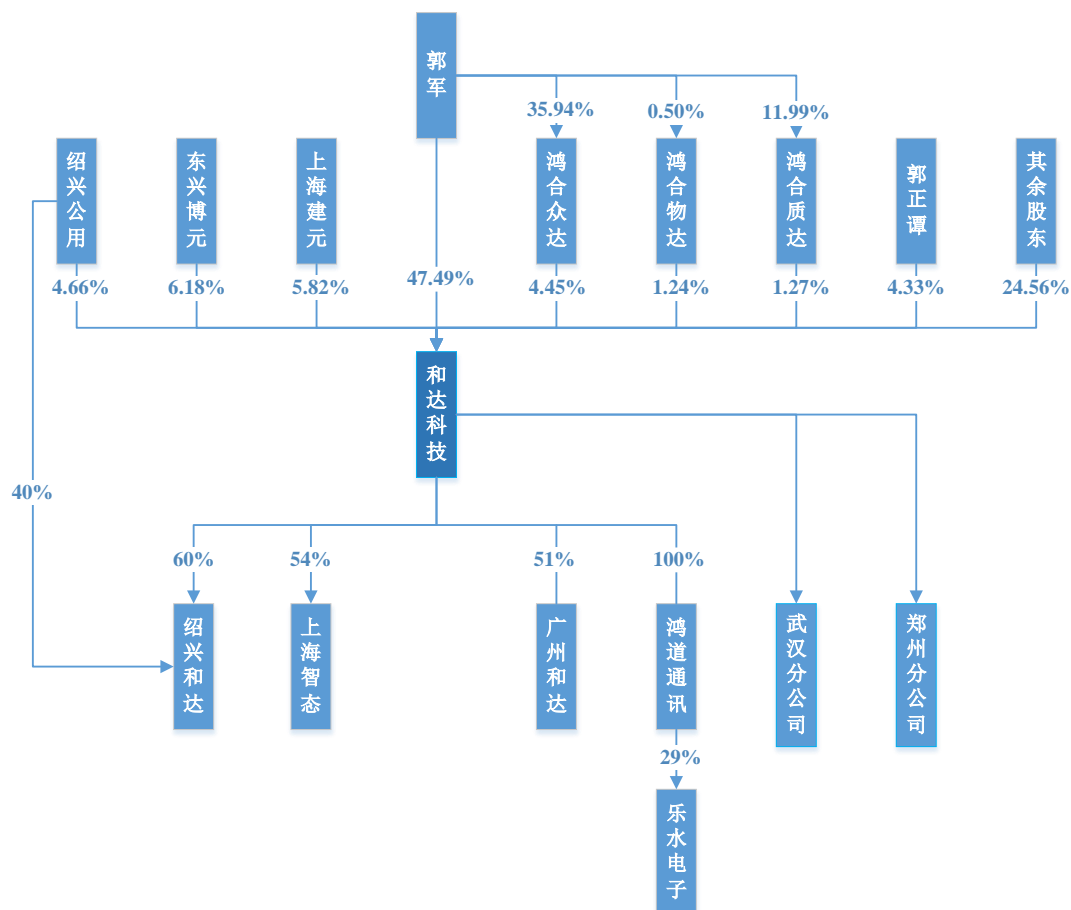 郭军
35.94%
0.50%
11.99%
绍兴公用
东兴博元
上海建元
鸿合众达
鸿合物达
鸿合质达
郭正谭
其余股东
4.66%
6.18%
5.82%
47.49%
4.45%
1.24%
1.27%
4.33%
24.56%
和达科技
40%
60%
54%
51%
100%
绍兴和达
上海智态
广州和达
鸿道通讯
武汉分公司
郑州分公司
29%
乐水电子